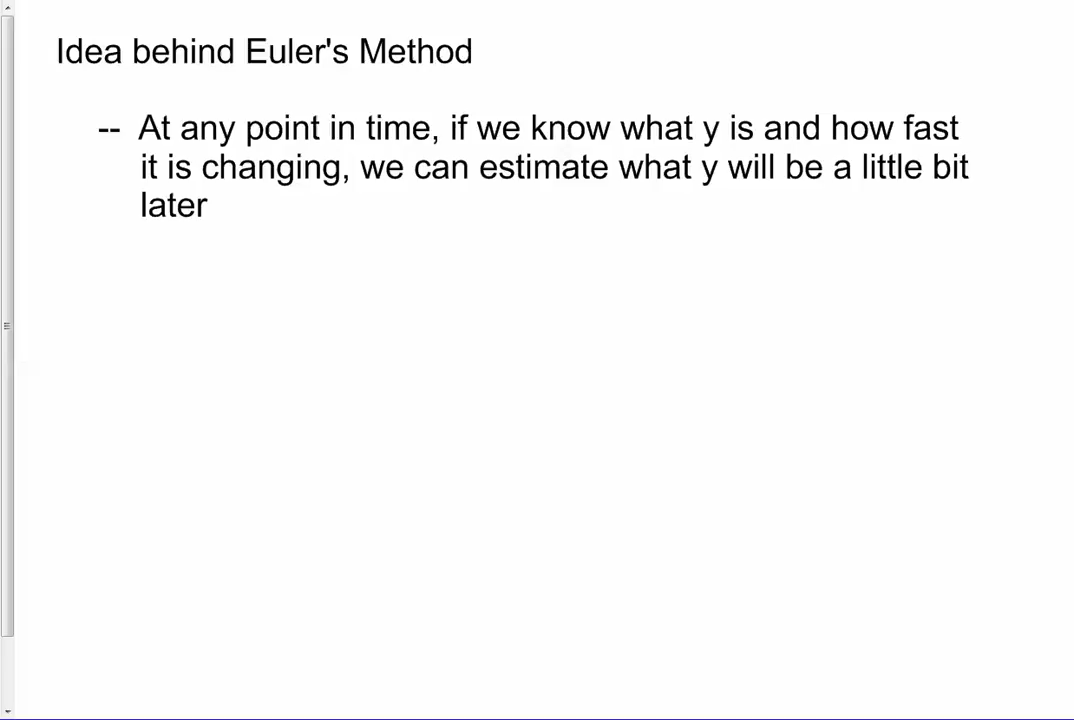 Idea behind Euler's Method
-- At any point in time, if we know what y is and how fast
it is changing, we can estimate what y will be a little bit
later